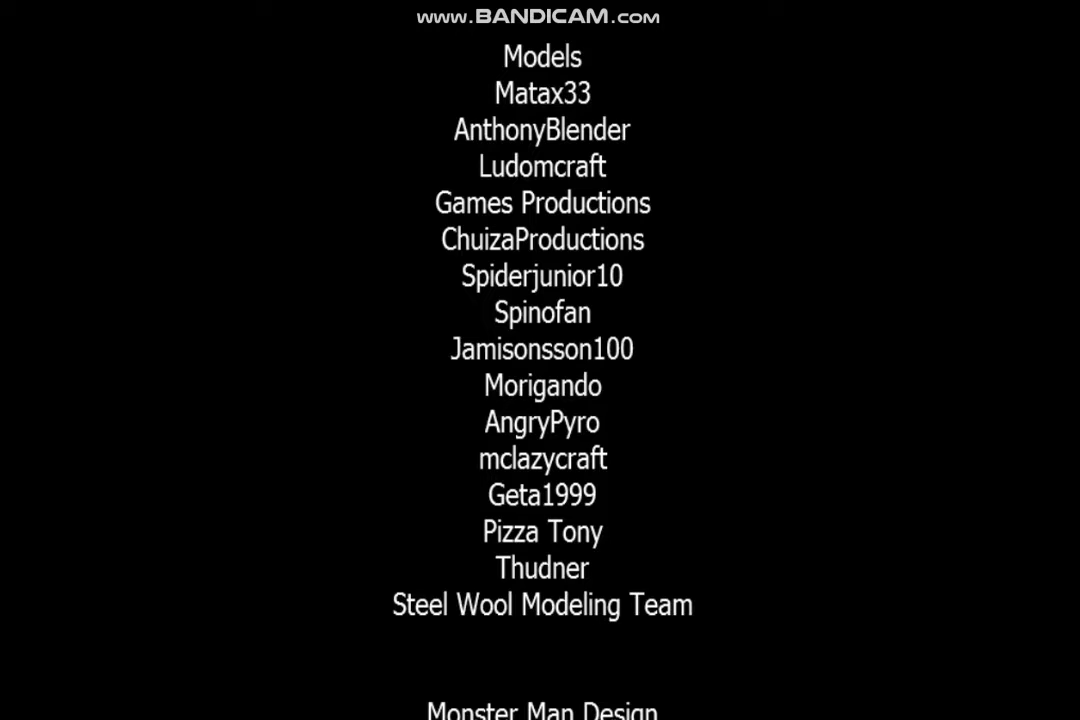 www.BANDICAM.com
Models
Matax33
AnthonyBlender
Ludomcraft
Games Productions
ChuizaProductions
Spiderjunior10
Spinofan
Jamisonsson100
Morigando
AngryPyro
mclazycraft
Geta1999
Pizza Tony
Thudner
Steel Wool Modeling Team
Monster Man Design